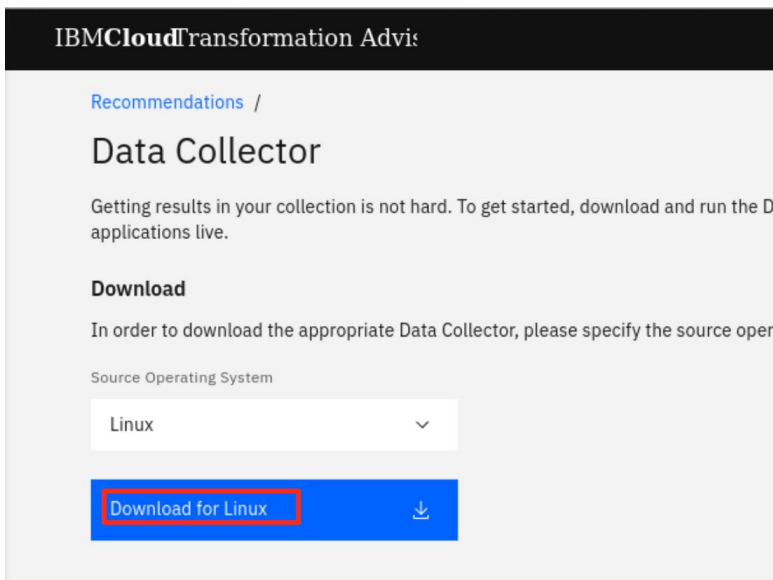 IBMCloudTransformation Advis
Recommendations /
Data Collector
Getting results in your collection is not hard. To get started, download and run the D
applications live.
Download
In order to download the appropriate Data Collector, please specify the source oper
Source Operating System
Linux
Download for Linux